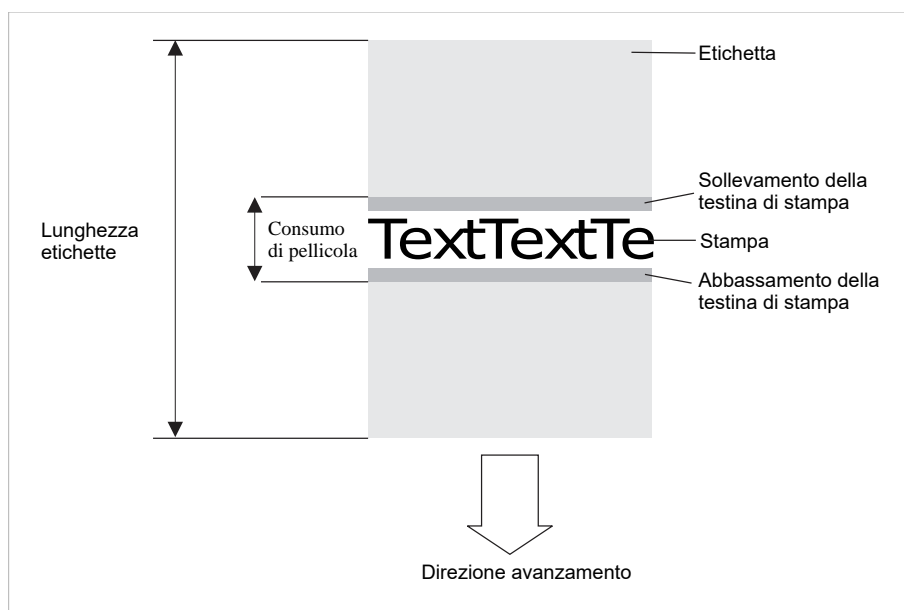 Etichetta
Sollevamento della
testina di stampa
Lunghezza
etichette
Consumo
di pellicola
TextTextTe
Stampa
Abbassamento della
testina di stampa
Direzione avanzamento